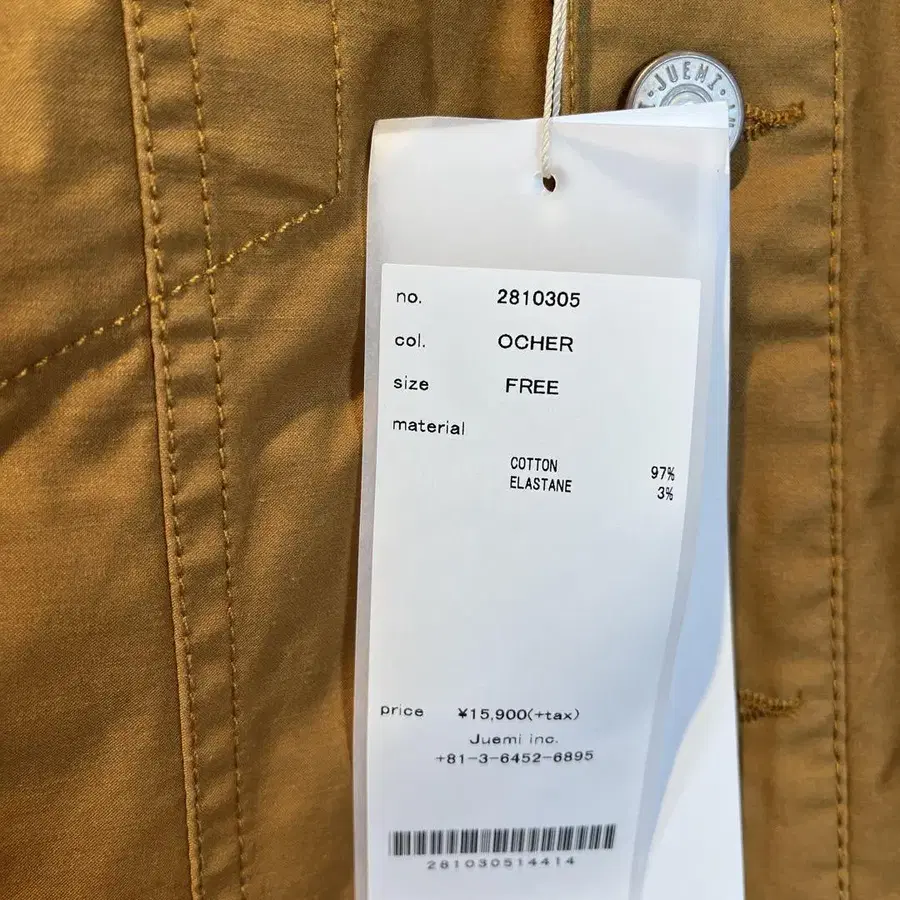 ·JUEMI·
no. 2810305
col. OCHER
size FREE
material
COTTON 97%
ELASTANE 3%
price ¥15,900(+tax)
Juemi inc.
+81-3-6452-6895
281030514414